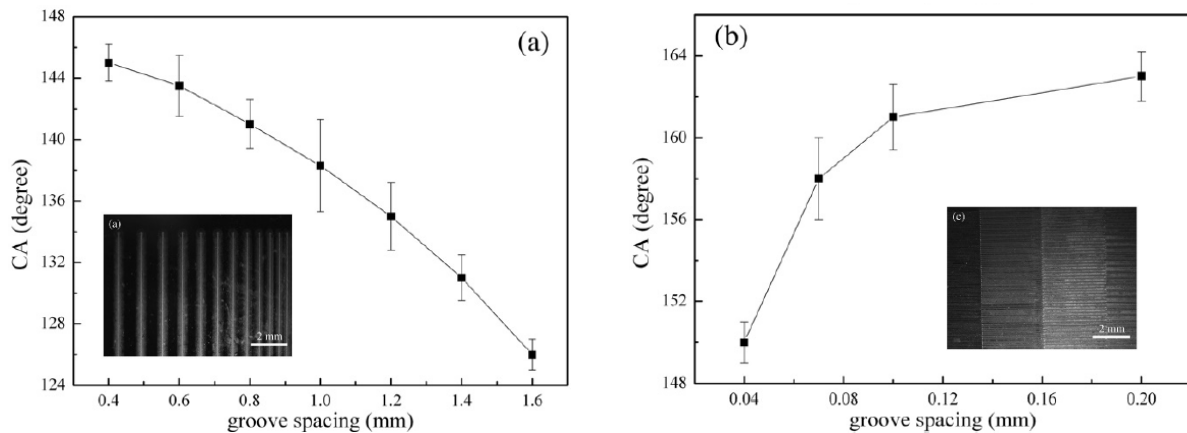 (a)
148
144
140
136
132
128
124
CA (degree)
(a)
2 mm
0.4 0.6 0.8 1.0 1.2 1.4 1.6
groove spacing (mm)
(b)
164
160
156
152
148
CA (degree)
(c)
2 mm
0.04 0.08 0.12 0.16 0.20
groove spacing (mm)